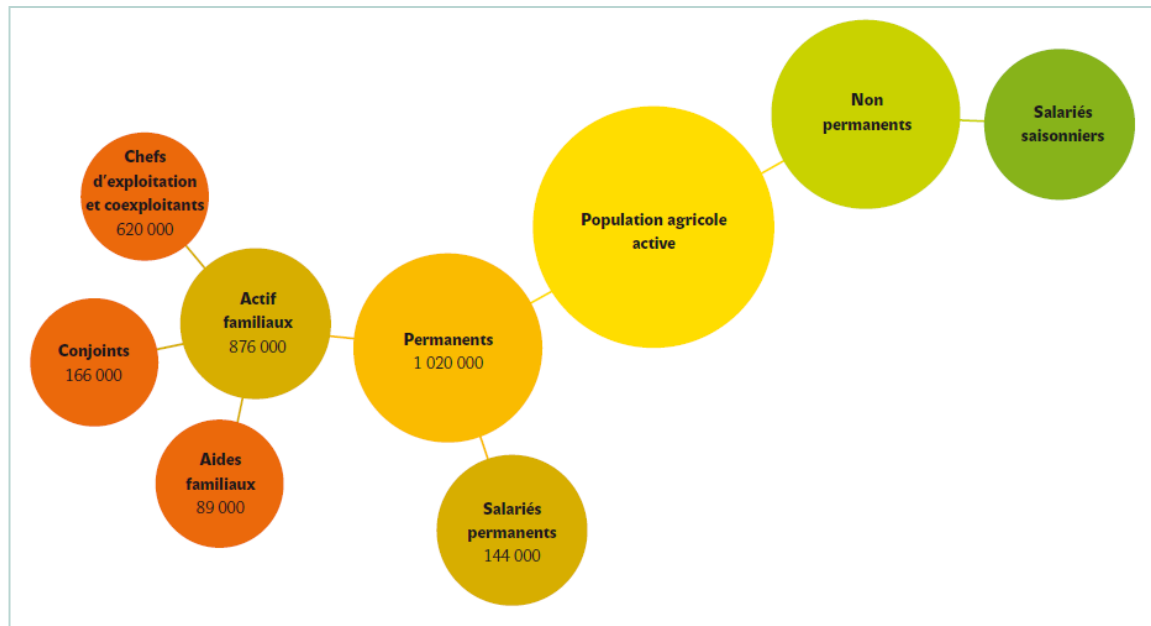 Non
permanents
Salariés
saisonniers
Population agricole
active
Chefs
d'exploitation
et coexploitants
620 000
Actif
familiaux
876 000
Permanents
1 020 000
Conjoints
166 000
Aides
familiaux
89 000
Salariés
permanents
144 000